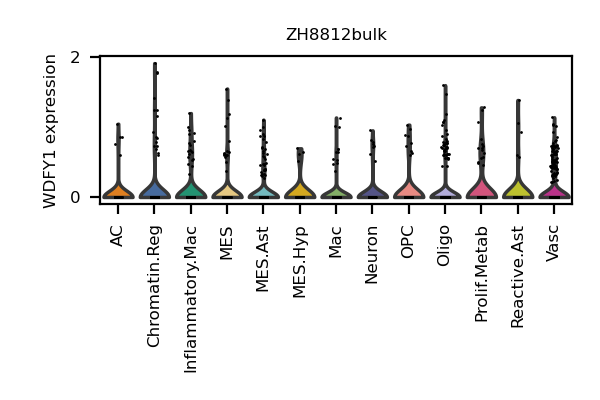 ZH8812bulk
WDFY1 expression
2
0
AC
Chromatin.Reg
Inflammatory.Mac
MES
MES.Ast
MES.Hyp
Mac
Neuron
OPC
Oligo
Prolif.Metab
Reactive.Ast
Vasc